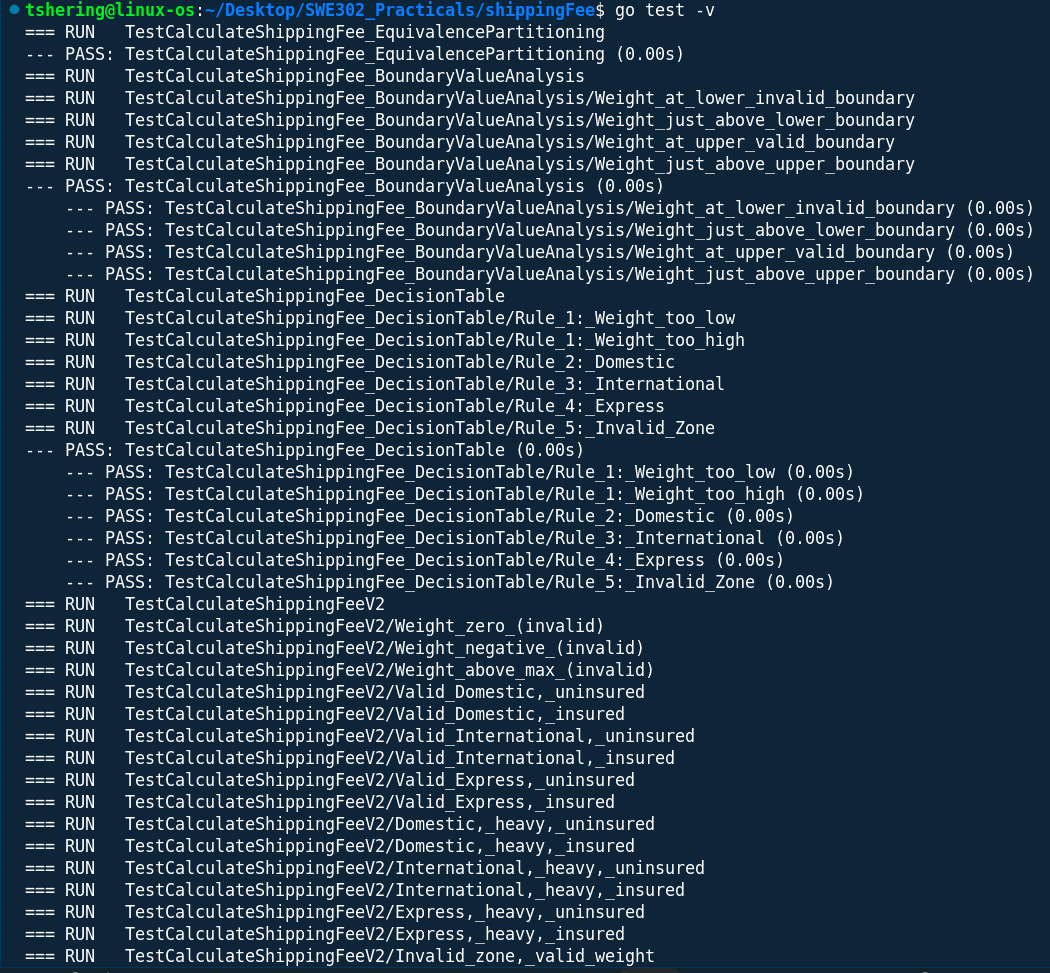 tshering@linux-os:~/Desktop/SWE302_Practicals/shippingFee$ go test -v
=== RUN   TestCalculateShippingFee_EquivalencePartitioning
--- PASS: TestCalculateShippingFee_EquivalencePartitioning (0.00s)
=== RUN   TestCalculateShippingFee_BoundaryValueAnalysis
=== RUN   TestCalculateShippingFee_BoundaryValueAnalysis/Weight_at_lower_invalid_boundary
=== RUN   TestCalculateShippingFee_BoundaryValueAnalysis/Weight_just_above_lower_boundary
=== RUN   TestCalculateShippingFee_BoundaryValueAnalysis/Weight_at_upper_valid_boundary
=== RUN   TestCalculateShippingFee_BoundaryValueAnalysis/Weight_just_above_upper_boundary
--- PASS: TestCalculateShippingFee_BoundaryValueAnalysis (0.00s)
    --- PASS: TestCalculateShippingFee_BoundaryValueAnalysis/Weight_at_lower_invalid_boundary (0.00s)
    --- PASS: TestCalculateShippingFee_BoundaryValueAnalysis/Weight_just_above_lower_boundary (0.00s)
    --- PASS: TestCalculateShippingFee_BoundaryValueAnalysis/Weight_at_upper_valid_boundary (0.00s)
    --- PASS: TestCalculateShippingFee_BoundaryValueAnalysis/Weight_just_above_upper_boundary (0.00s)
=== RUN   TestCalculateShippingFee_DecisionTable
=== RUN   TestCalculateShippingFee_DecisionTable/Rule_1:_Weight_too_low
=== RUN   TestCalculateShippingFee_DecisionTable/Rule_1:_Weight_too_high
=== RUN   TestCalculateShippingFee_DecisionTable/Rule_2:_Domestic
=== RUN   TestCalculateShippingFee_DecisionTable/Rule_3:_International
=== RUN   TestCalculateShippingFee_DecisionTable/Rule_4:_Express
=== RUN   TestCalculateShippingFee_DecisionTable/Rule_5:_Invalid_Zone
--- PASS: TestCalculateShippingFee_DecisionTable (0.00s)
    --- PASS: TestCalculateShippingFee_DecisionTable/Rule_1:_Weight_too_low (0.00s)
    --- PASS: TestCalculateShippingFee_DecisionTable/Rule_1:_Weight_too_high (0.00s)
    --- PASS: TestCalculateShippingFee_DecisionTable/Rule_2:_Domestic (0.00s)
    --- PASS: TestCalculateShippingFee_DecisionTable/Rule_3:_International (0.00s)
    --- PASS: TestCalculateShippingFee_DecisionTable/Rule_4:_Express (0.00s)
    --- PASS: TestCalculateShippingFee_DecisionTable/Rule_5:_Invalid_Zone (0.00s)
=== RUN   TestCalculateShippingFeeV2
=== RUN   TestCalculateShippingFeeV2/Weight_zero_(invalid)
=== RUN   TestCalculateShippingFeeV2/Weight_negative_(invalid)
=== RUN   TestCalculateShippingFeeV2/Weight_above_max_(invalid)
=== RUN   TestCalculateShippingFeeV2/Valid_Domestic,_uninsured
=== RUN   TestCalculateShippingFeeV2/Valid_Domestic,_insured
=== RUN   TestCalculateShippingFeeV2/Valid_International,_uninsured
=== RUN   TestCalculateShippingFeeV2/Valid_International,_insured
=== RUN   TestCalculateShippingFeeV2/Valid_Express,_uninsured
=== RUN   TestCalculateShippingFeeV2/Valid_Express,_insured
=== RUN   TestCalculateShippingFeeV2/Domestic,_heavy,_uninsured
=== RUN   TestCalculateShippingFeeV2/Domestic,_heavy,_insured
=== RUN   TestCalculateShippingFeeV2/International,_heavy,_uninsured
=== RUN   TestCalculateShippingFeeV2/International,_heavy,_insured
=== RUN   TestCalculateShippingFeeV2/Express,_heavy,_uninsured
=== RUN   TestCalculateShippingFeeV2/Express,_heavy,_insured
=== RUN   TestCalculateShippingFeeV2/Invalid_zone,_valid_weight